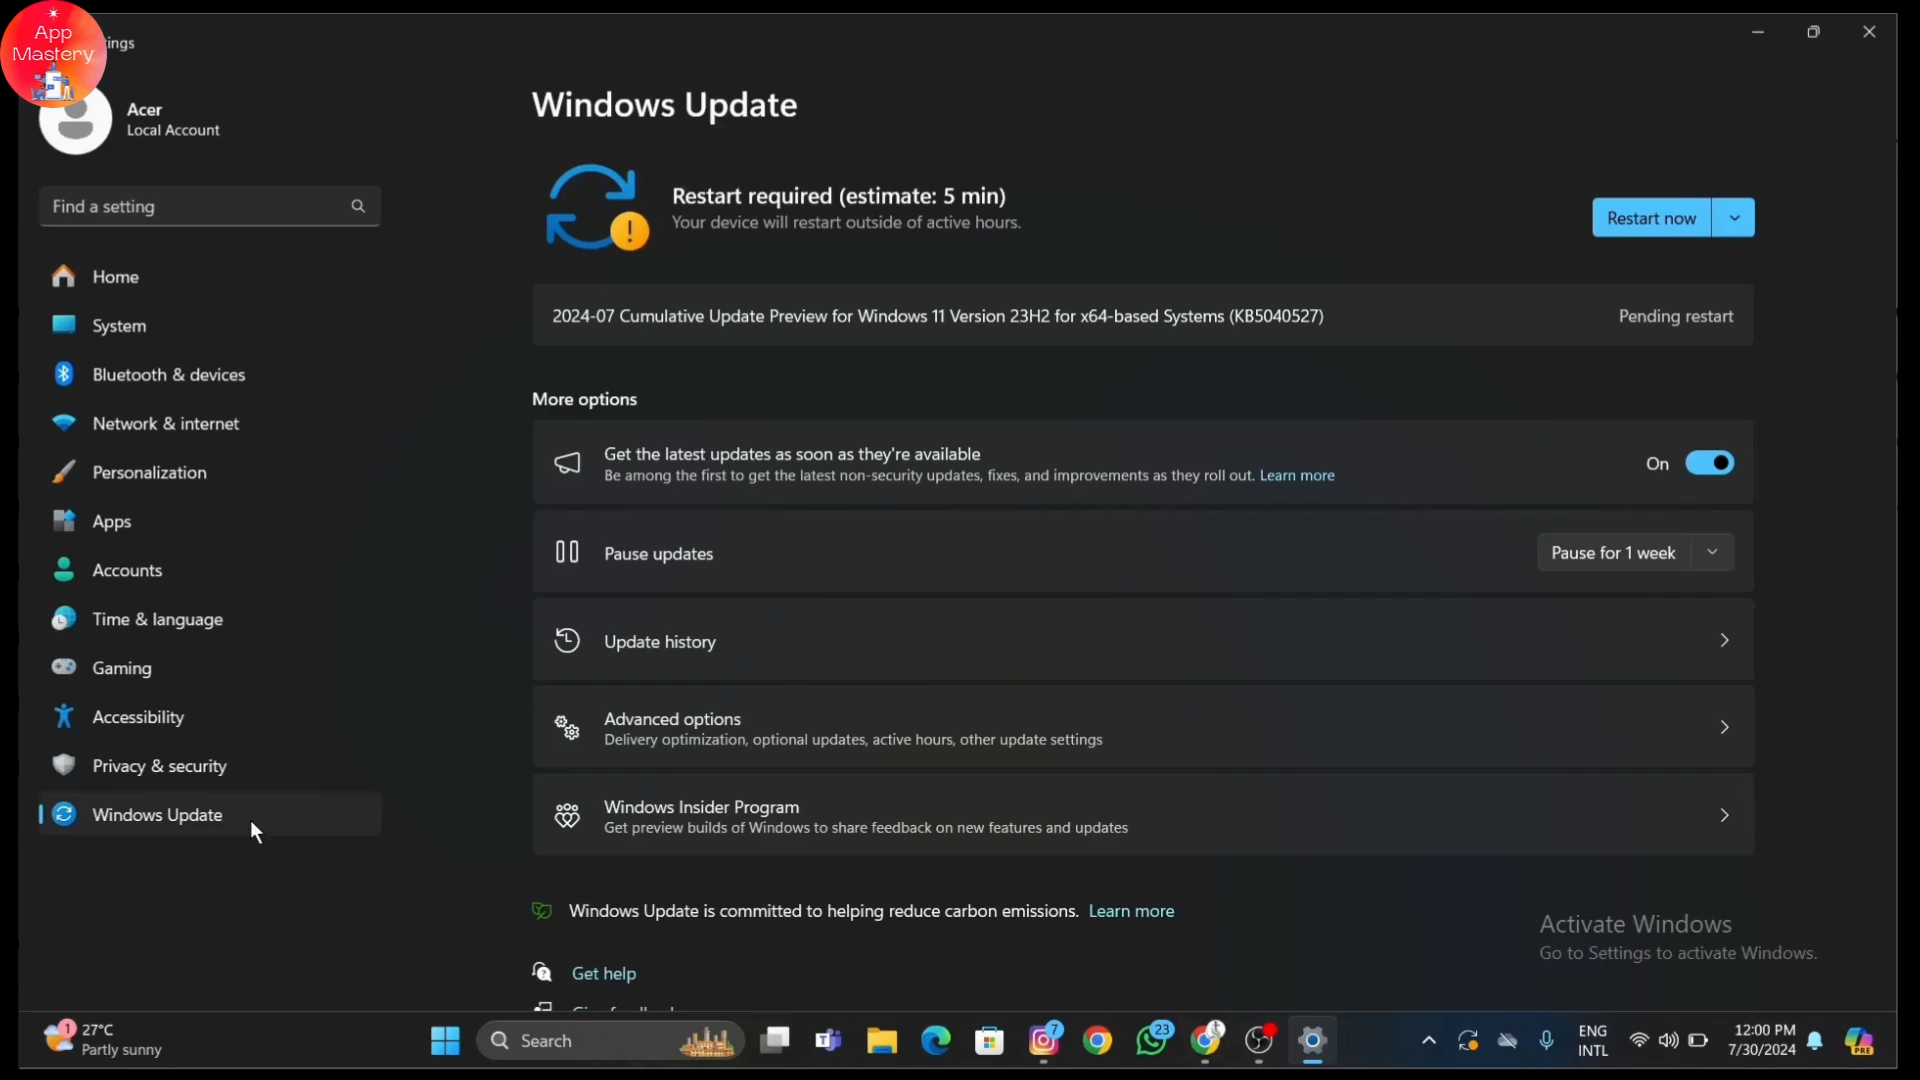 App
Mastery
ings
Acer
Local Account
Find a setting
Home
System
Bluetooth & devices
Network & internet
Personalization
Apps
Accounts
Time & language
Gaming
Accessibility
Privacy & security
Windows Update
Windows Update
Restart required (estimate: 5 min)
Your device will restart outside of active hours.
Restart now
2024-07 Cumulative Update Preview for Windows 11 Version 23H2 for x64-based Systems (KB5040527)
Pending restart
More options
Get the latest updates as soon as they're available
Be among the first to get the latest non-security updates, fixes, and improvements as they roll out. Learn more
On
Pause updates
Pause for 1 week
Update history
Advanced options
Delivery optimization, optional updates, active hours, other update settings
Windows Insider Program
Get preview builds of Windows to share feedback on new features and updates
Windows Update is committed to helping reduce carbon emissions. Learn more
Get help
Activate Windows
Go to Settings to activate Windows.
1
27°C
Partly sunny
Search
7
23
ENG
INTL
12:00 PM
7/30/2024
PRE